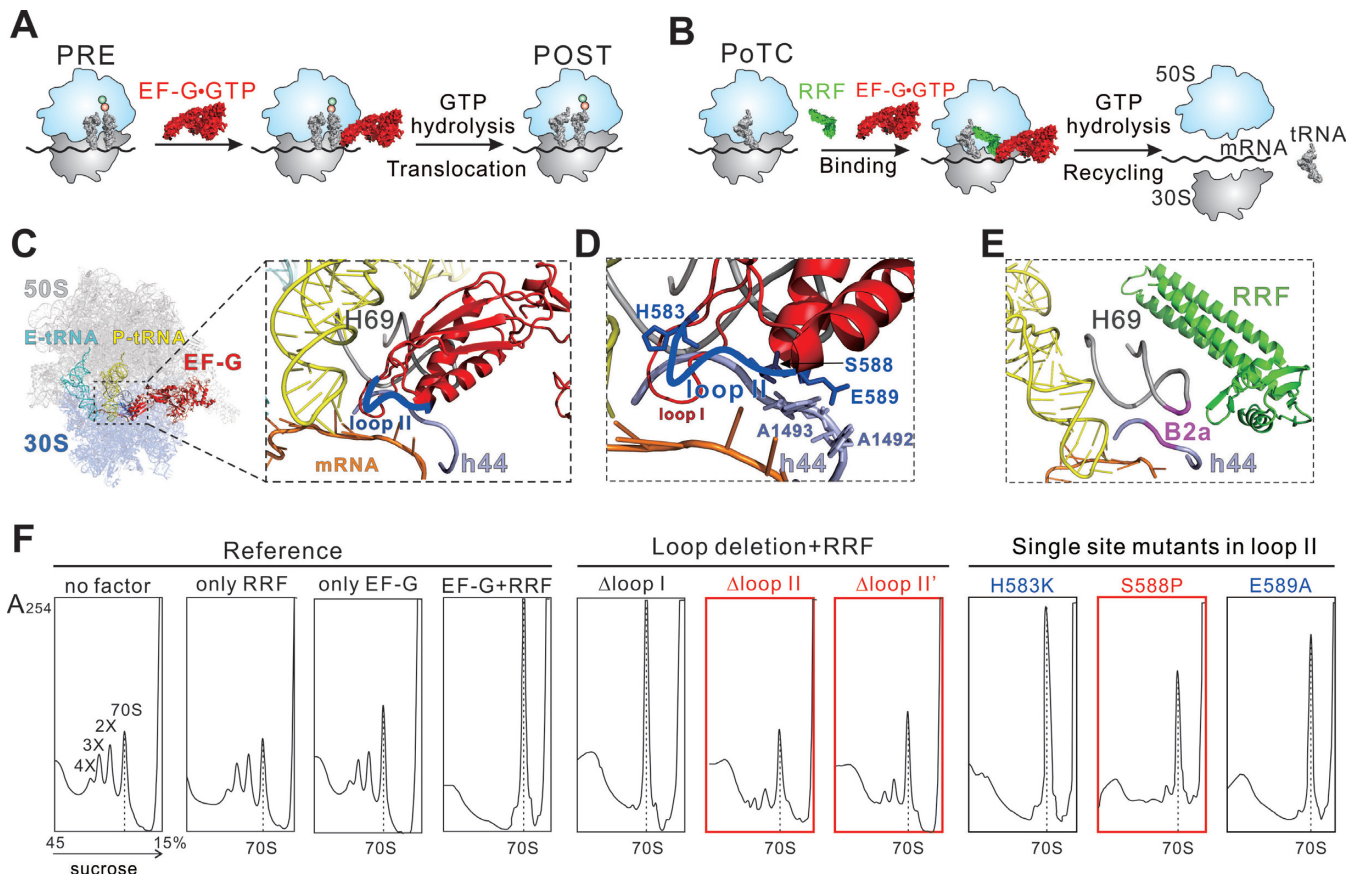 A
PRE
EF-G•GTP
GTP
hydrolysis
Translocation
POST
B
PoTC
RRF
EF-G•GTP
Binding
GTP
hydrolysis
Recycling
50S
mRNA
tRNA
30S
C
50S
E-tRNA
P-tRNA
EF-G
30S
H69
loop II
mRNA
h44
D
H583
S588
loop II
E589
loop I
A1493
A1492
h44
E
RRF
H69
B2a
h44
F
Reference
Loop deletion+RRF
Single site mutants in loop II
no factor
only RRF
only EF-G
EF-G+RRF
Δloop I
Δloop II
Δloop II'
H583K
S588P
E589A
A254
70S
2X
3X
4X
45
15%
sucrose
70S
70S
70S
70S
70S
70S
70S
70S
70S